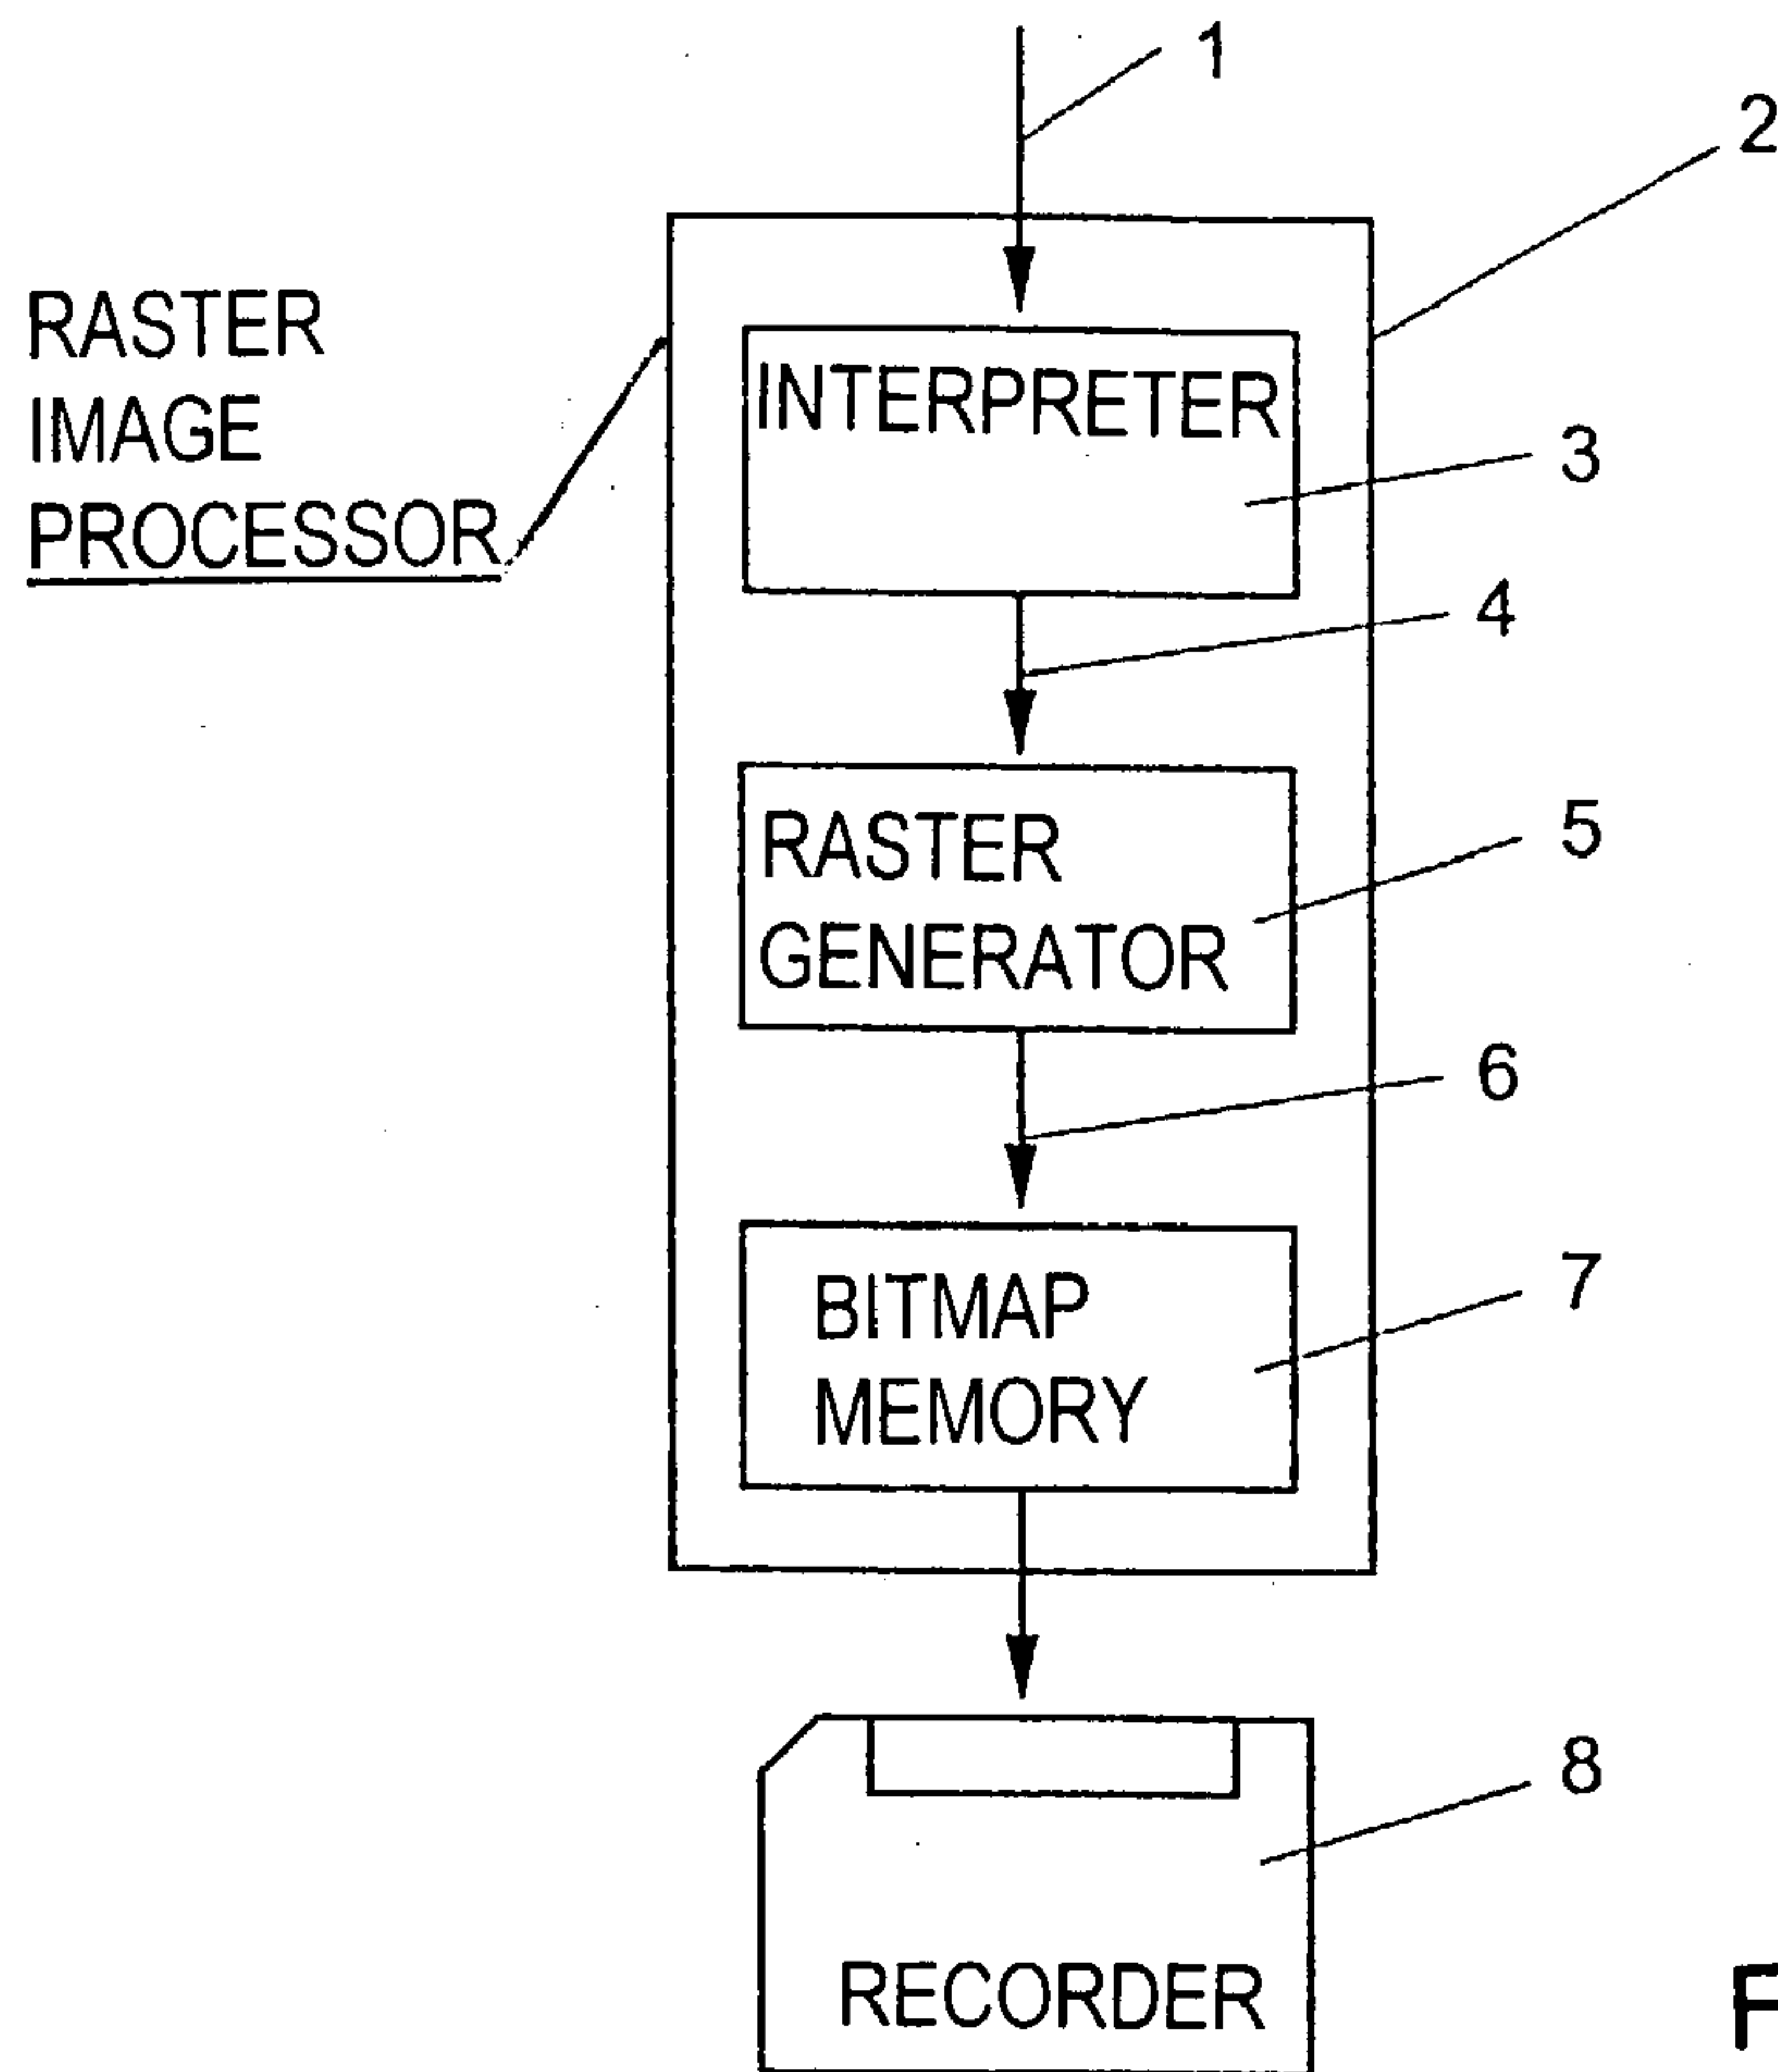 1
2
RASTER
IMAGE
PROCESSOR
INTERPRETER
3
4
RASTER
GENERATOR
5
6
BITMAP
MEMORY
7
8
RECORDER
F